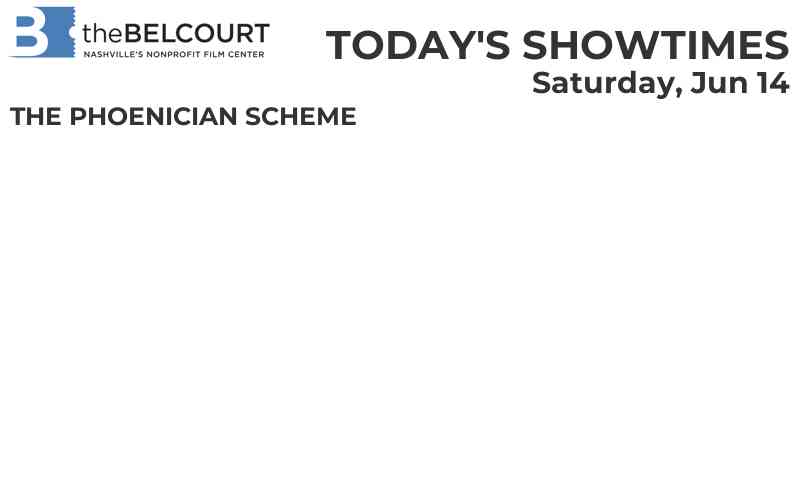 B theBELCOURT
NASHVILLE'S NONPROFIT FILM CENTER
TODAY'S SHOWTIMES
Saturday, Jun 14
THE PHOENICIAN SCHEME